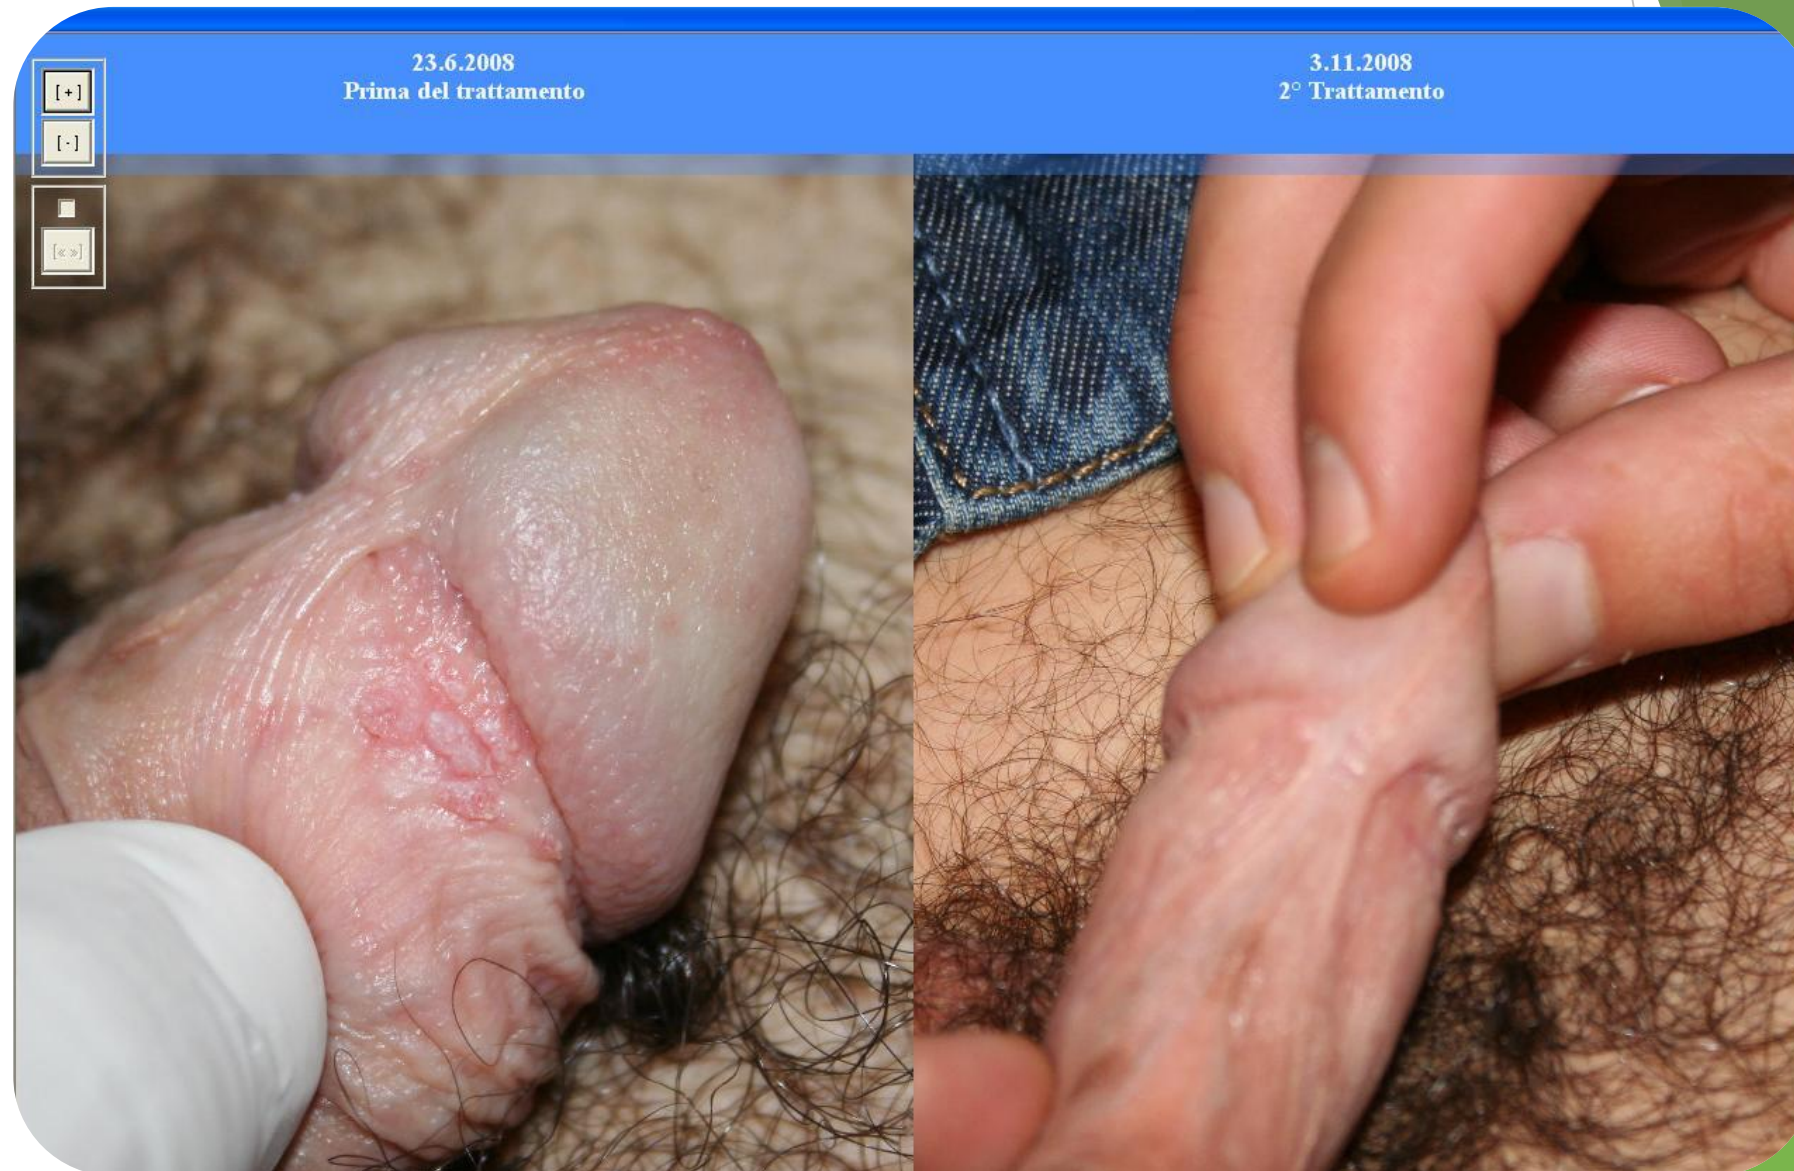 23.6.2008
Prima del trattamento
3.11.2008
2° Trattamento
[+]
[-]
[« »]